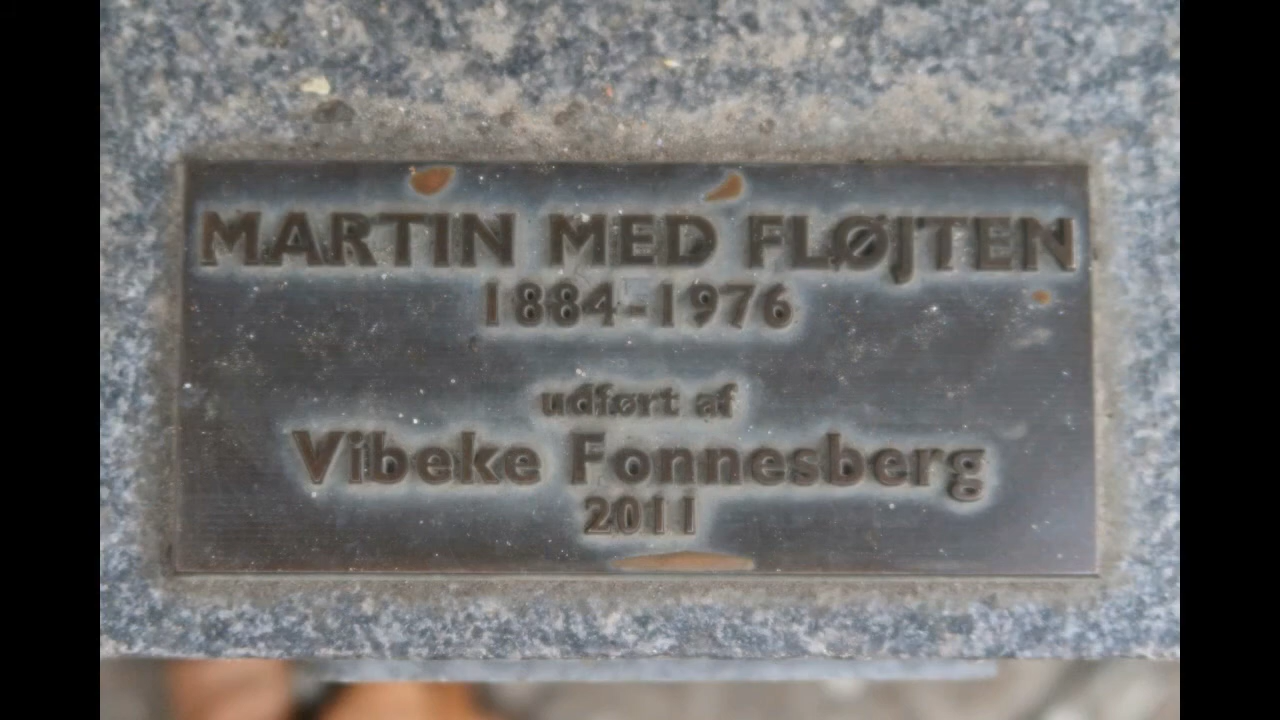 MARTIN MED FLØJTEN
1884-1976
udført af
Vibeke Fonnesberg
2011